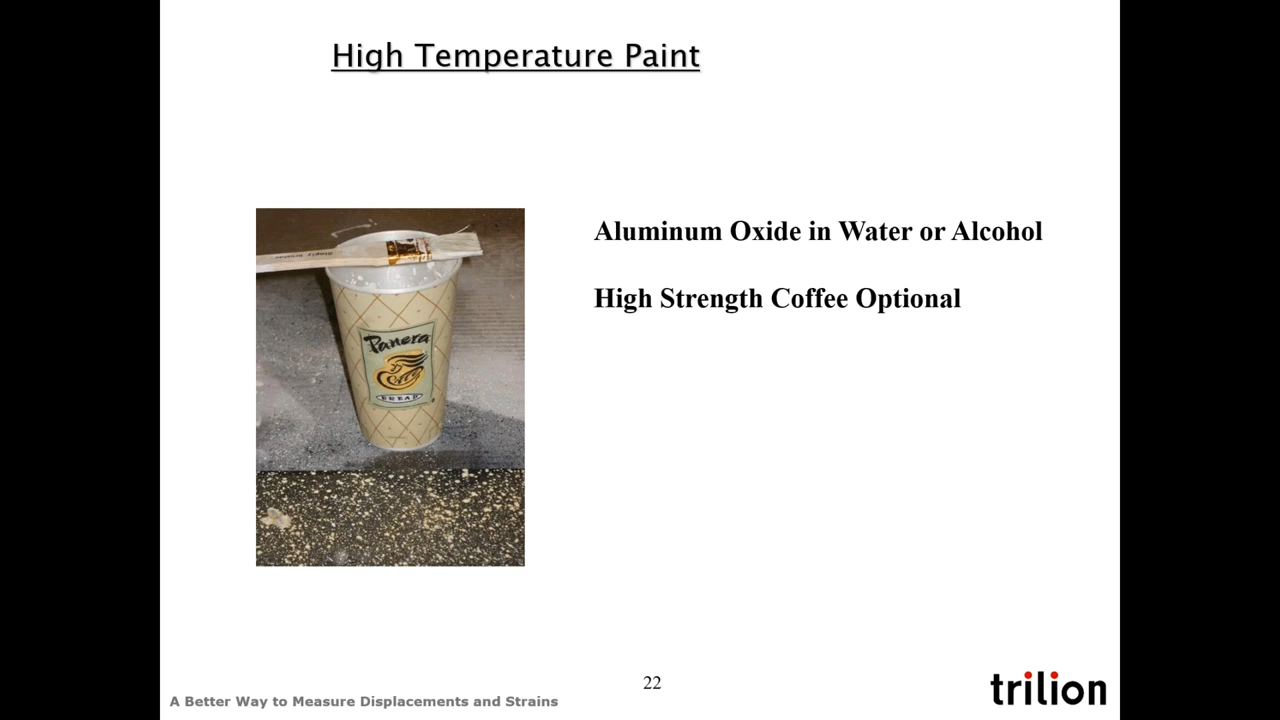 High Temperature Paint
Aluminum Oxide in Water or Alcohol
High Strength Coffee Optional
Panera
BREAD
22
A Better Way to Measure Displacements and Strains
trilion